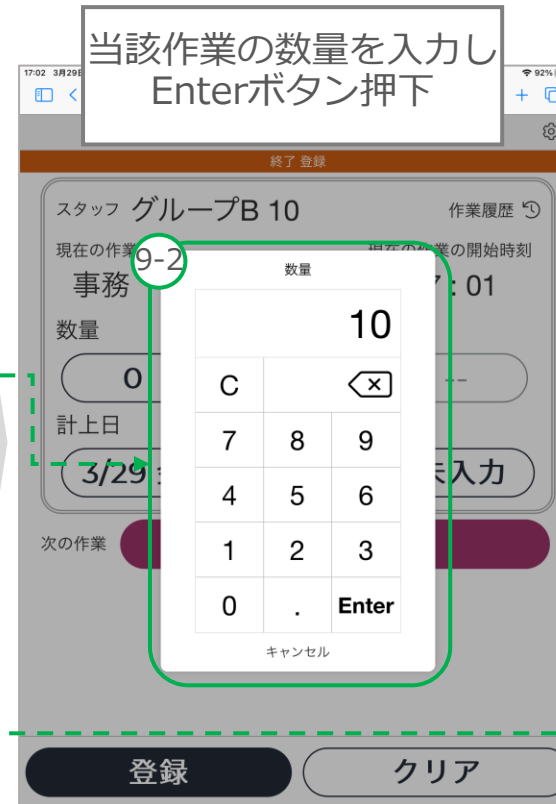 当該作業の数量を入力し
Enterボタン押下
17:02 3月29日
92%
終了 登録
スタッフ グループB 10 作業履歴
現在の作業 現在の作業の開始時刻
9-2
事務 : 01
数量
数量
10
0 --
C
計上日
7 8 9
3/29 未入力
4 5 6
次の作業
1 2 3
0 . Enter
キャンセル
登録 クリア